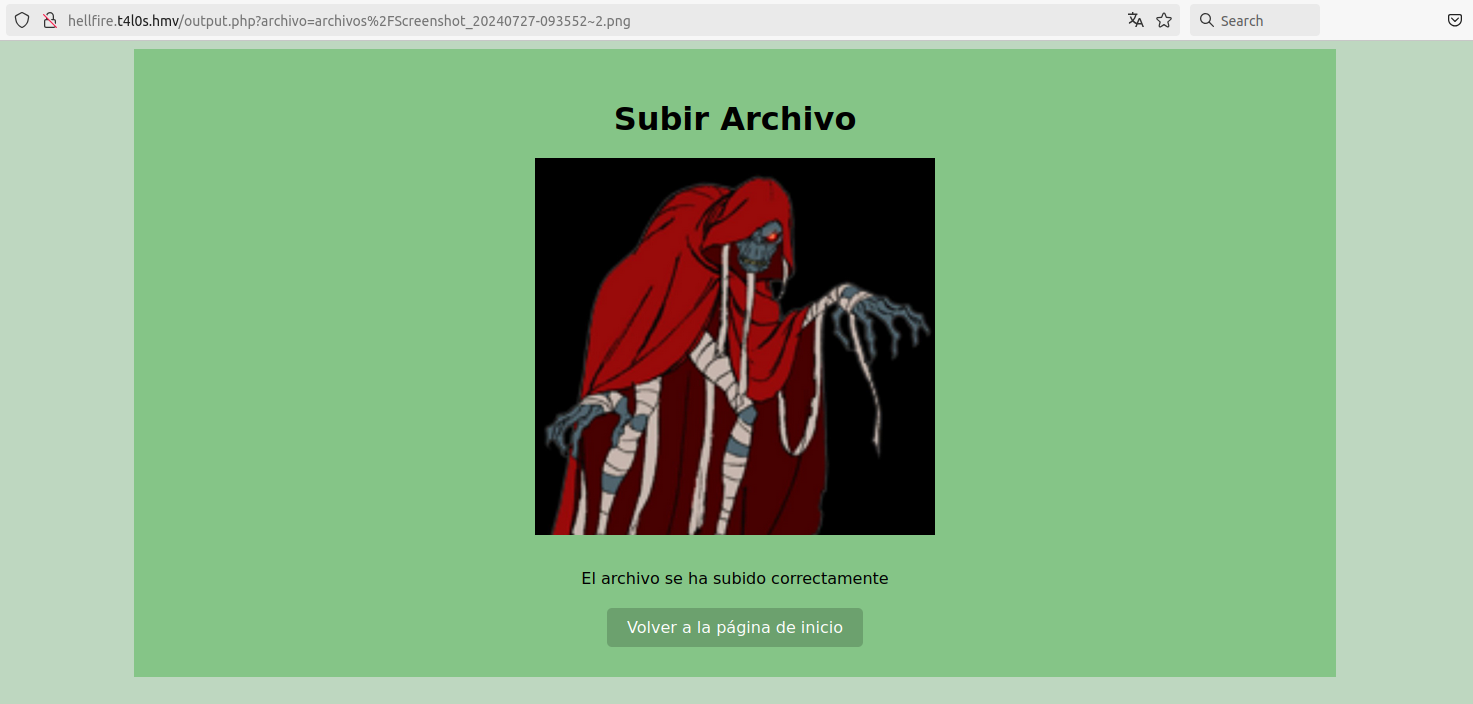 hellfire.t4l0s.hmv/output.php?archivo=archivos%2FScreenshot_20240727-093552~2.png
Search
Subir Archivo
El archivo se ha subido correctamente
Volver a la página de inicio